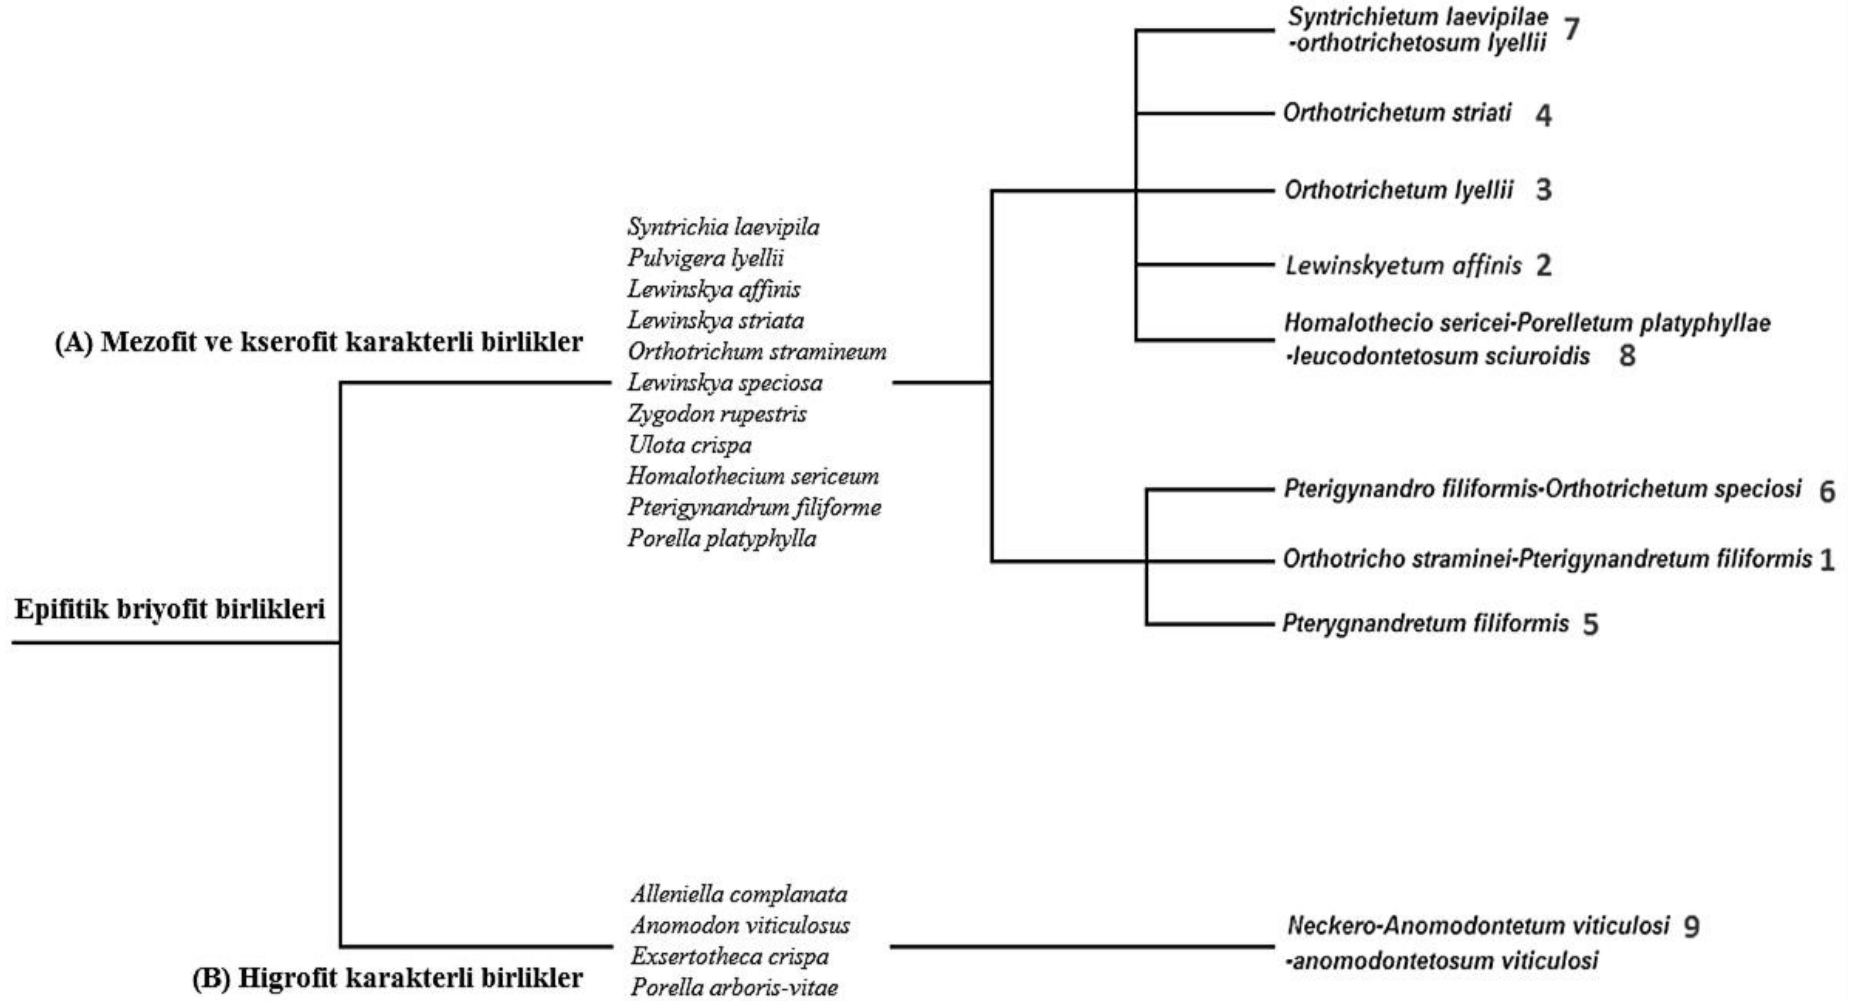 Syntrichietum laevipilae
-orthotrichetosum lyellii 7
Orthotrichetum striati 4
Orthotrichetum lyellii 3
Lewinskyetum affinis 2
Homalothecio sericei-Porelletum platyphyllae
-leucodontetosum sciuroidis 8
Syntrichia laevipila
Pulvigera lyellii
Lewinskya affinis
Lewinskya striata
Orthotrichum stramineum
Lewinskya speciosa
Zygodon rupestris
Ulota crispa
Homalothecium sericeum
Pterigynandrum filiforme
Porella platyphylla
(A) Mezofit ve kserofit karakterli birlikler
Pterigynandro filiformis-Orthotrichetum speciosi 6
Orthotricho straminei-Pterigynandretum filiformis 1
Pterygnandretum filiformis 5
Epifitik briyofit birlikleri
Alleniella complanata
Anomodon viticulosus
Exsertotheca crispa
Porella arboris-vitae
(B) Higrofit karakterli birlikler
Neckero-Anomodontetum viticulosi 9
-anomodontetosum viticulosi